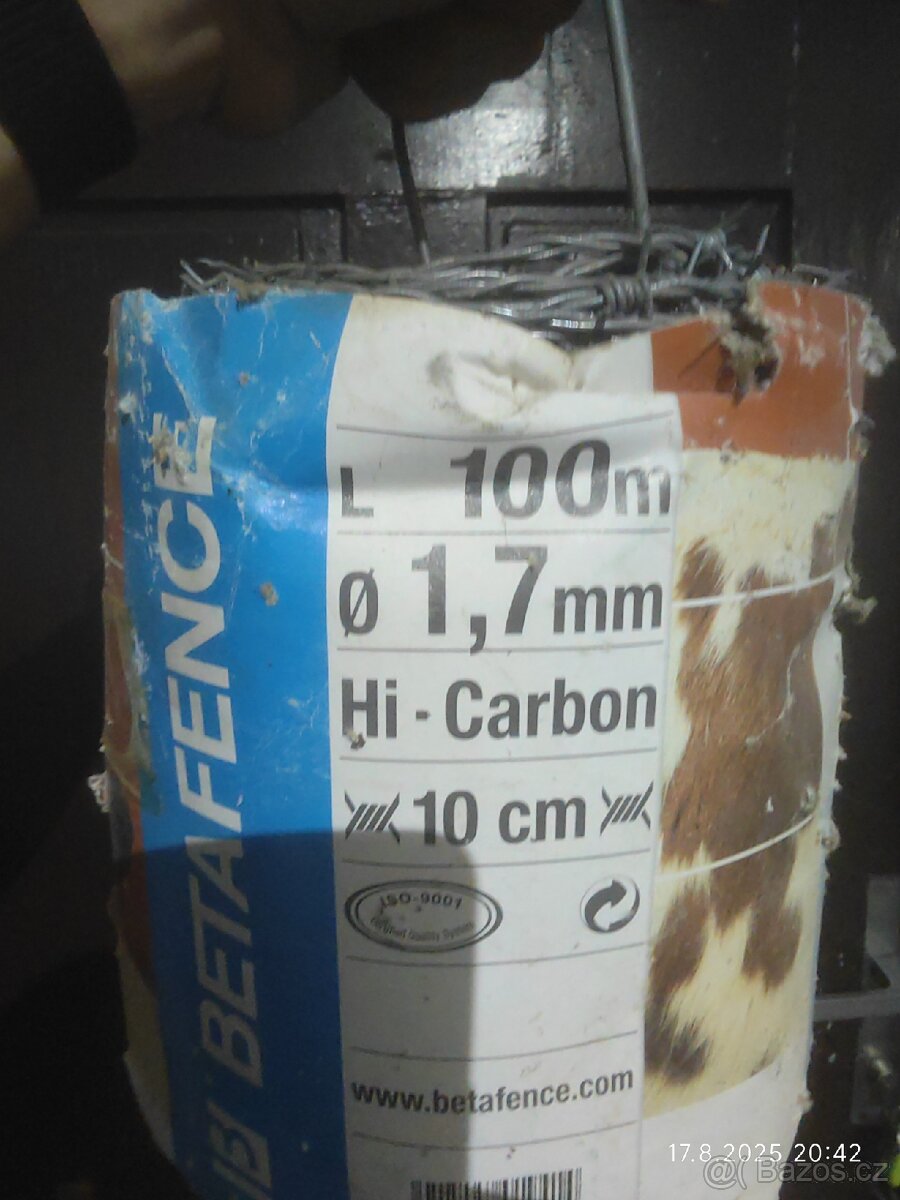 BETAFENCE
L 100m
Ø 1,7mm
Hi - Carbon
10 cm
ISO-9001
www.betafence.com
17.8.2025 20:42
@( Bazos.cz